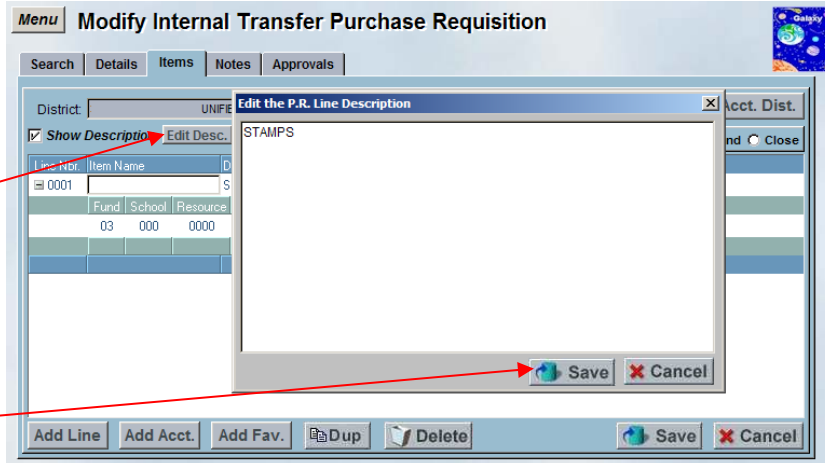 Menu Modify Internal Transfer Purchase Requisition
Galaxy
Search Details Items Notes Approvals
District: UNIFIE
Edit the P.R. Line Description
Acct. Dist.
Show Description Edit Desc.
STAMPS
nd Close
Line Nbr. Item Name D
0001 S
Fund School Resource
03 000 0000
Save Cancel
Add Line Add Acct. Add Fav. Dup Delete Save Cancel